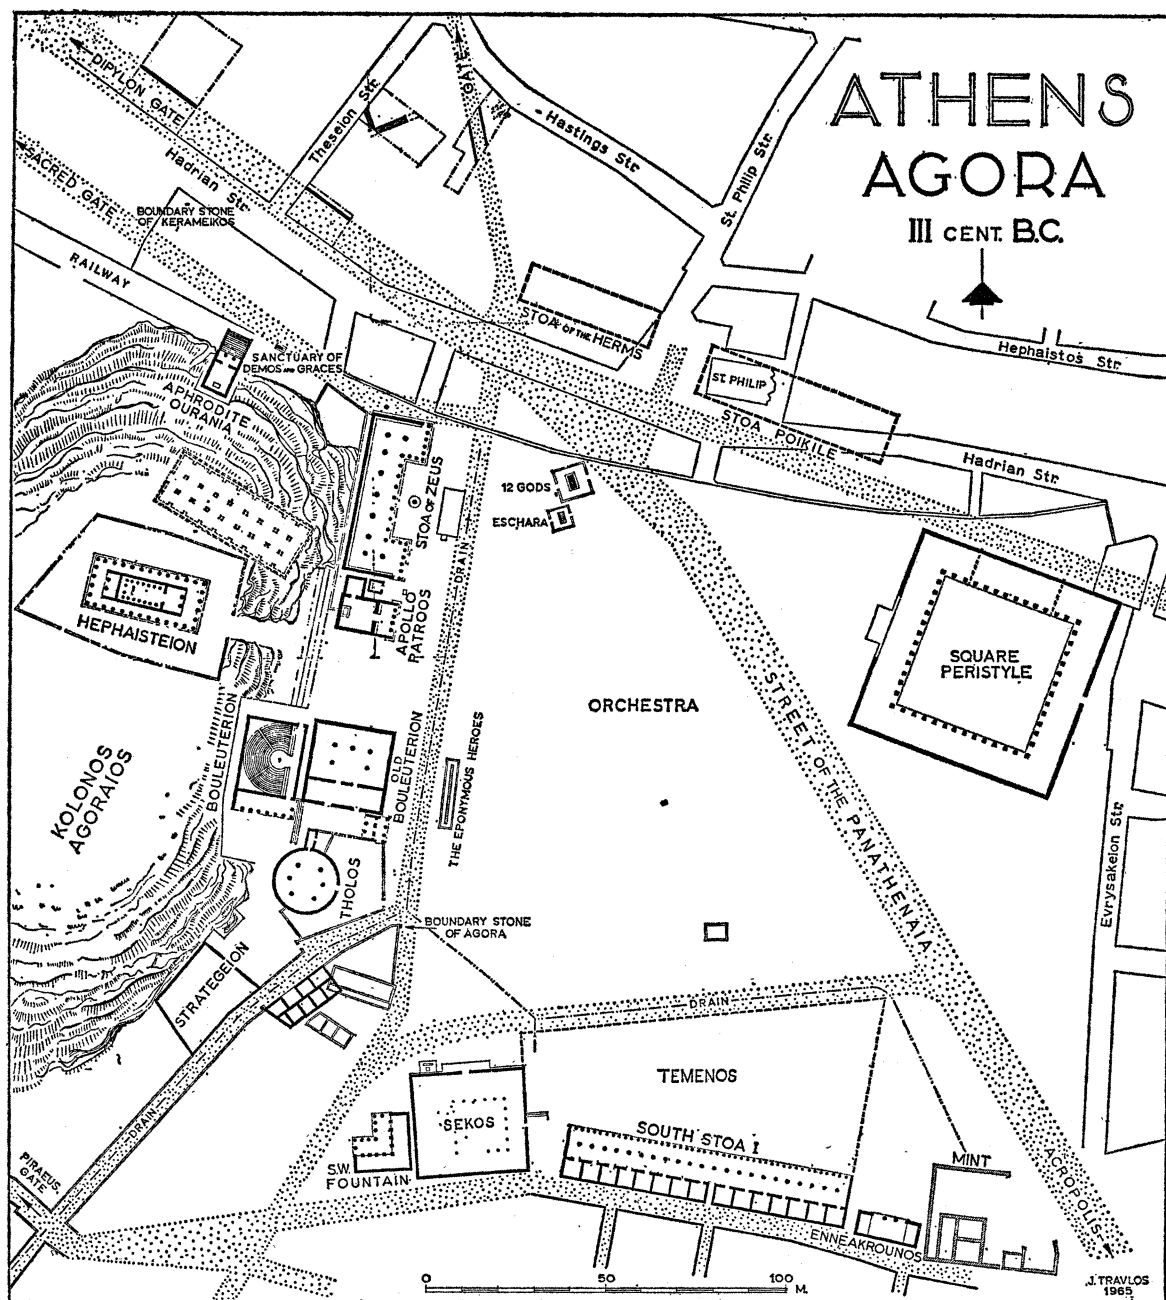 ATHENS
AGORA
III CENT. B.C.
DIPYLON GATE
GATE
Theseion Str.
Hastings Str
St. Philip Str.
SACRED GATE
Hadrian Str
BOUNDARY STONE
OF KERAMEIKOS
RAILWAY
STOA OF THE HERMS
Hephaistos Str
SANCTUARY OF
DEMOS AND GRACES
APHRODITE
OURANIA
ST. PHILIP
STOA POIKILE
Hadrian Str
STOA OF ZEUS
12 GODS
ESCHARA
DRAIN
HEPHAISTEION
APOLLO
PATROOS
SQUARE
PERISTYLE
ORCHESTRA
STREET OF THE PANATHENAIA
BOULEUTERION
OLD
BOULEUTERION
THE EPONYMOUS HEROES
KOLONOS
AGORAIOS
THOLOS
Evrysakeion Str
BOUNDARY STONE
OF AGORA
STRATEGEION
DRAIN
TEMENOS
SEKOS
SOUTH STOA I
DRAIN
MINT
PIRAEUS
GATE
S.W
FOUNTAIN
ACROPOLIS
ENNEAKROUNOS
0 50 100
M.
J. TRAVLOS
1965